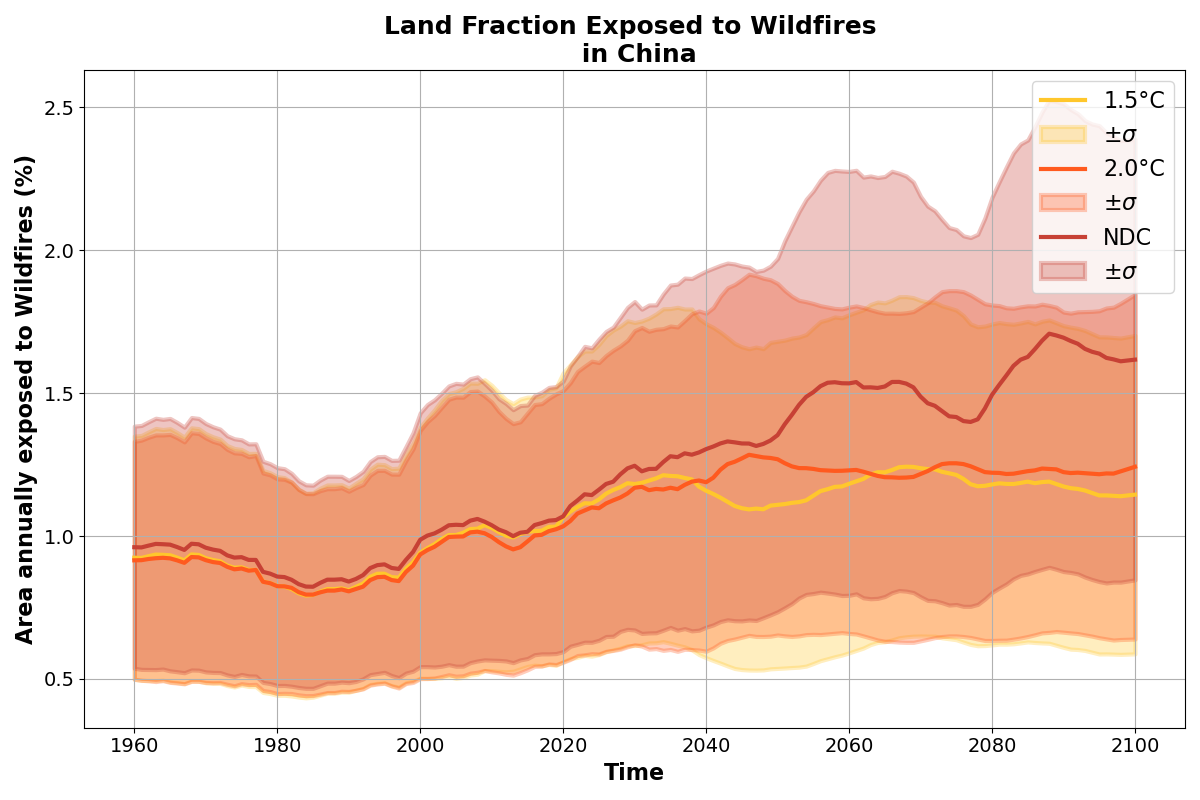 Land Fraction Exposed to Wildfires
in China
Area annually exposed to Wildfires (%)
2.5
2.0
1.5
1.0
0.5
1.5°C
±σ
2.0°C
±σ
NDC
±σ
1960
1980
2000
2020
2040
2060
2080
2100
Time